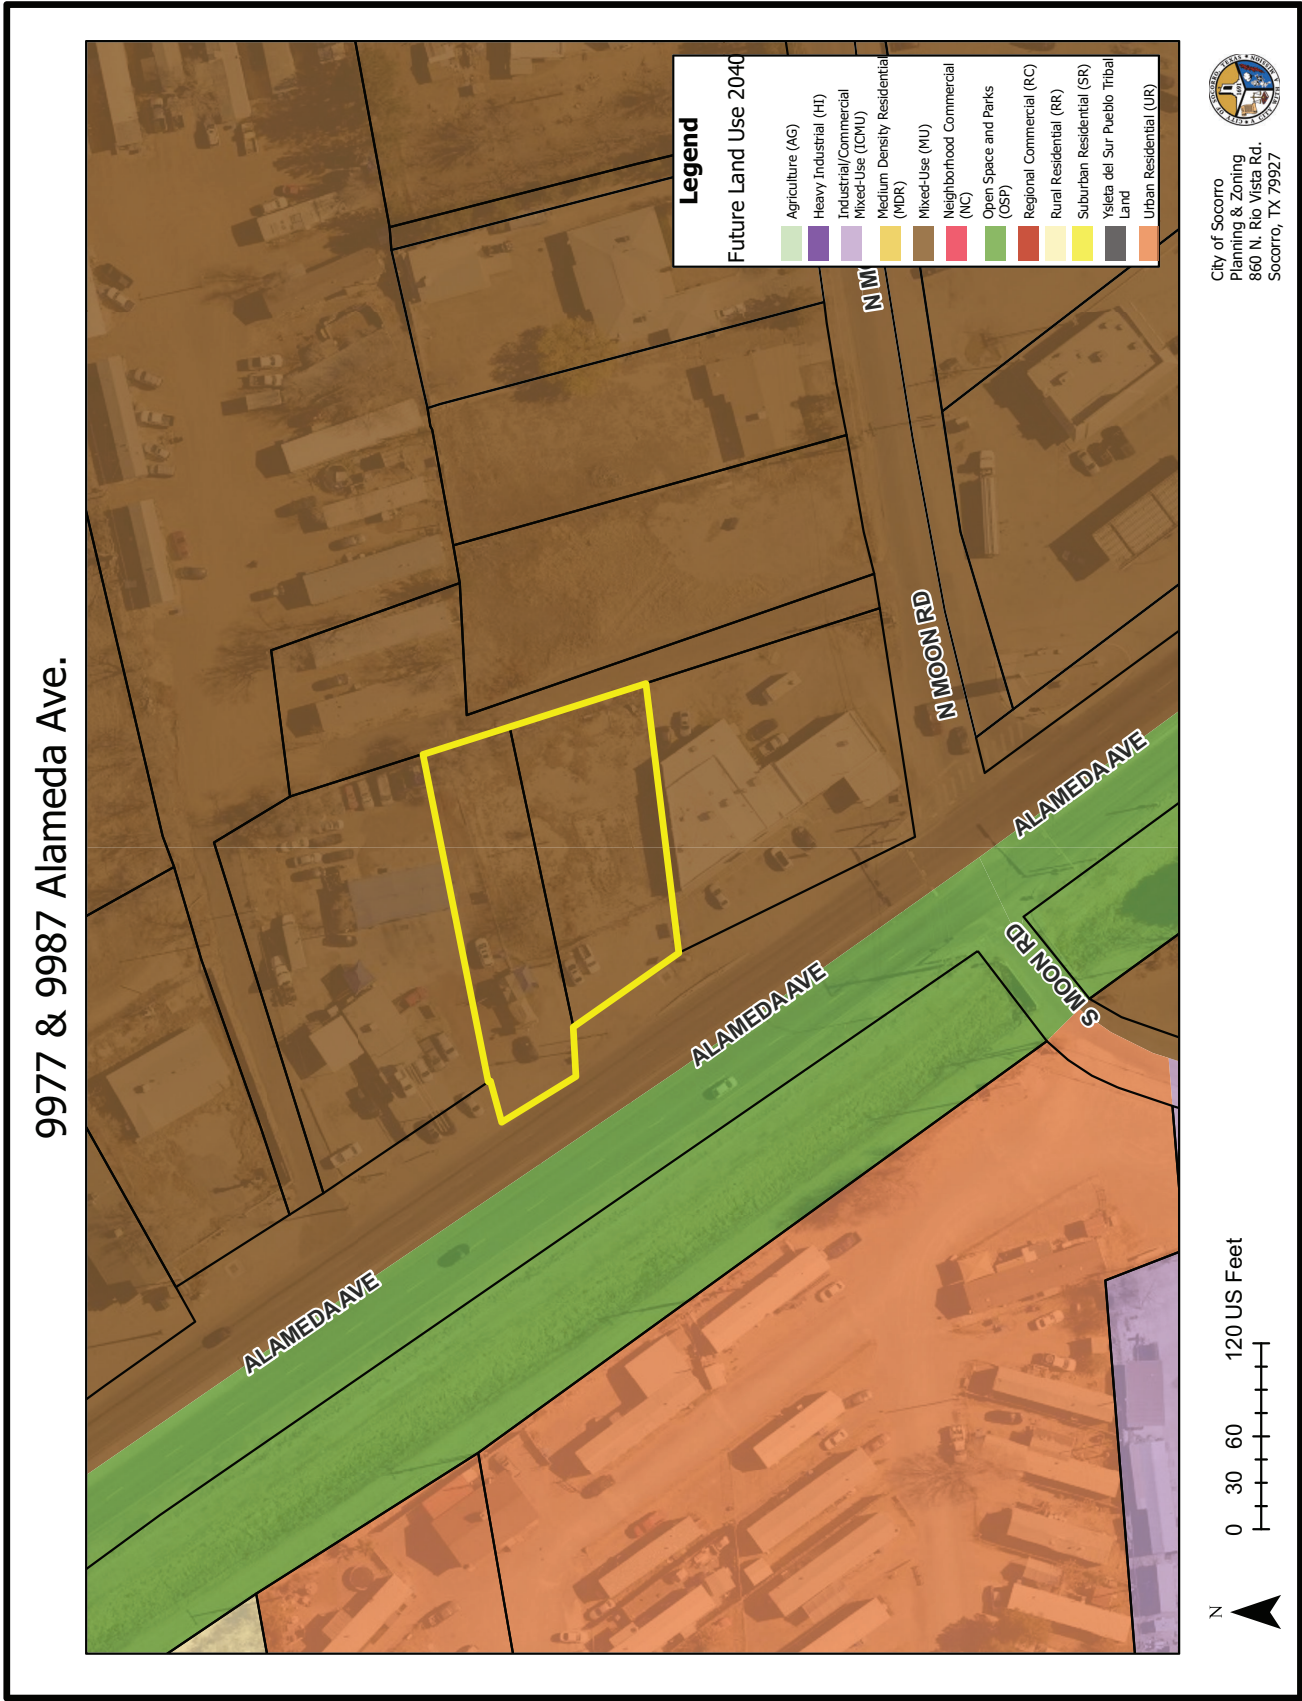 9977 & 9987 Alameda Ave.
Legend
Future Land Use 2040
Agriculture (AG)
Heavy Industrial (HI)
Industrial/Commercial
Mixed-Use (ICMU)
Medium Density Residential
(MDR)
Mixed-Use (MU)
Neighborhood Commercial
(NC)
Open Space and Parks
(OSP)
Regional Commercial (RC)
Rural Residential (RR)
Suburban Residential (SR)
Ysleta del Sur Pueblo Tribal
Land
Urban Residential (UR)
N MO
N MOON RD
ALAMEDA AVE
ALAMEDA AVE
ALAMEDA AVE
S MOON RD
N
0 30 60 120 US Feet
City of Socorro
Planning & Zoning
860 N. Rio Vista Rd.
Socorro, TX 79927